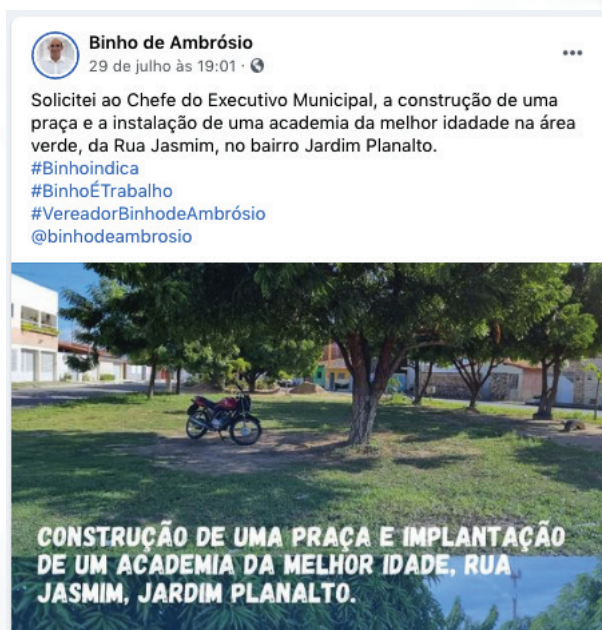 Binho de Ambrósio
29 de julho às 19:01 ·
Solicitei ao Chefe do Executivo Municipal, a construção de uma
praça e a instalação de uma academia da melhor idadade na área
verde, da Rua Jasmim, no bairro Jardim Planalto.
#Binhoindica
#BinhoÉTrabalho
#VereadorBinhodeAmbrósio
@binhodeambrosio
CONSTRUÇÃO DE UMA PRAÇA E IMPLANTAÇÃO
DE UM ACADEMIA DA MELHOR IDADE, RUA
JASMIM, JARDIM PLANALTO.